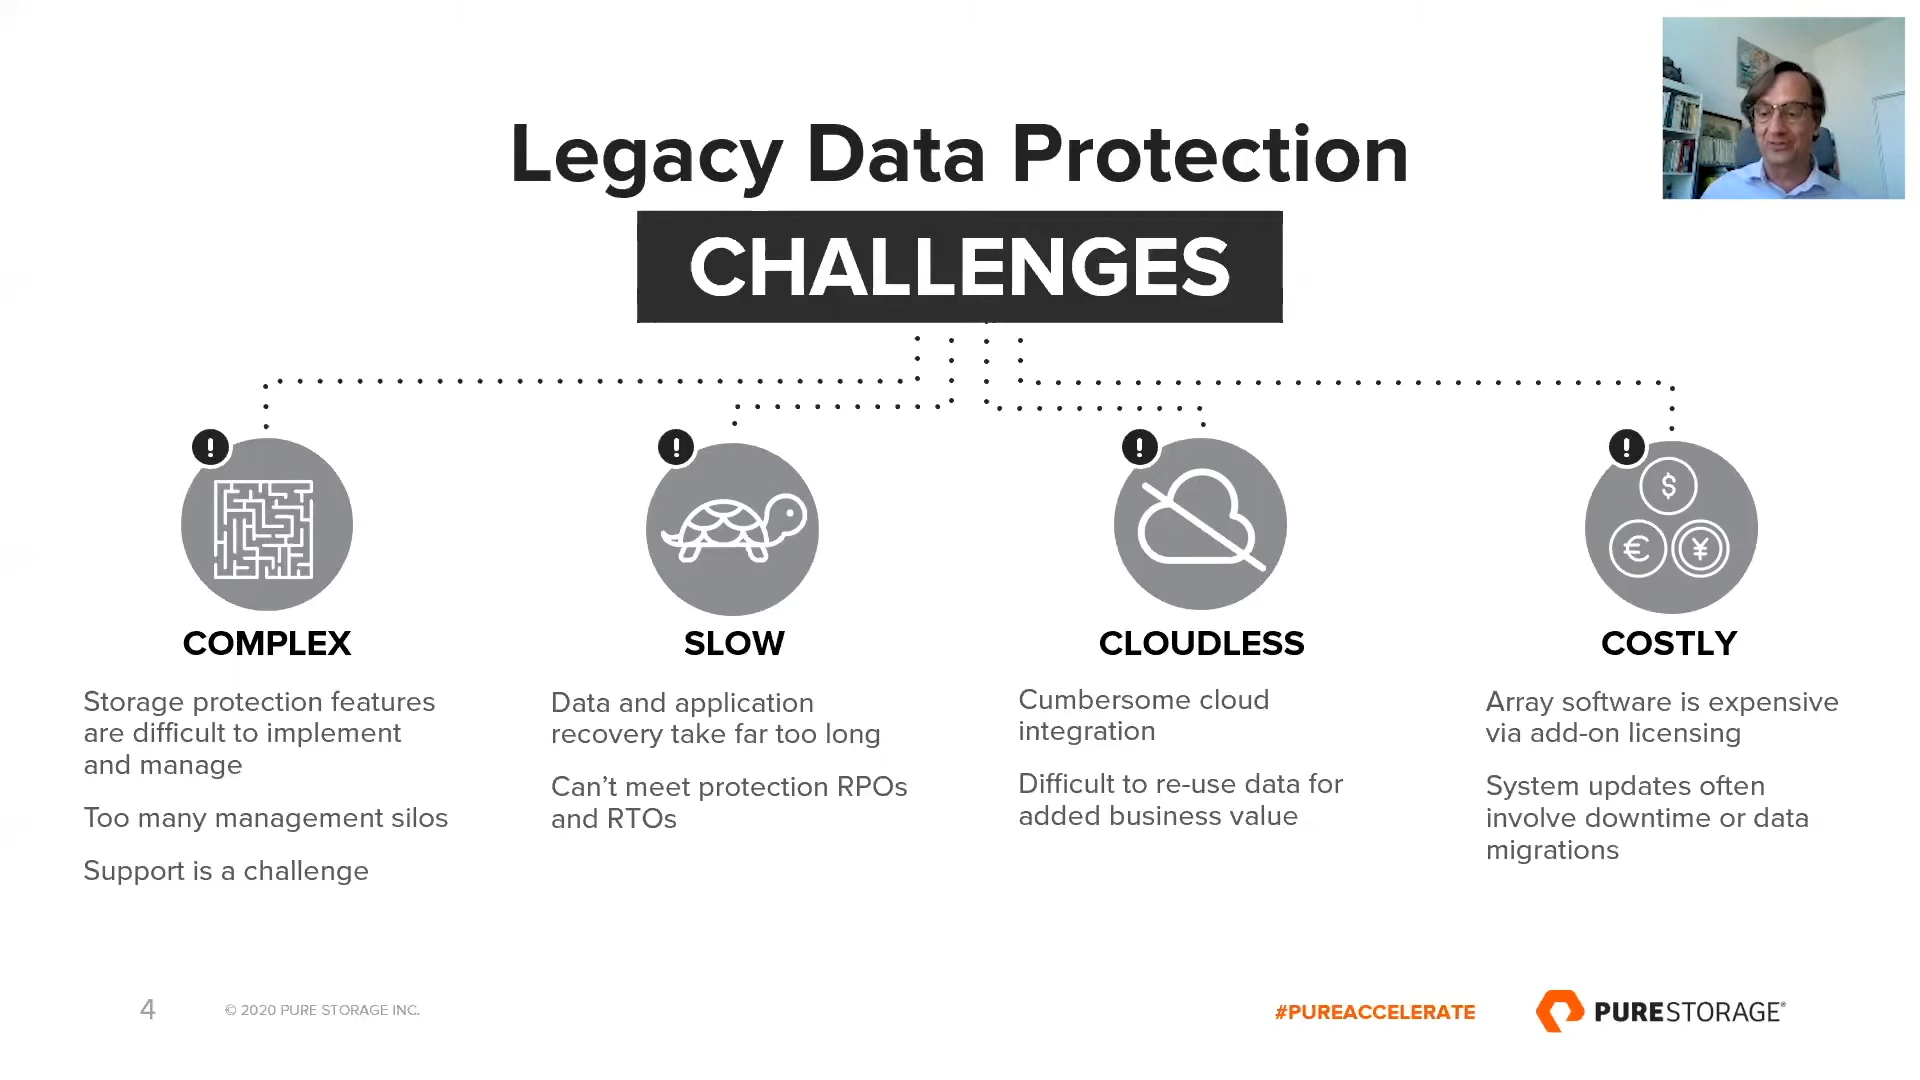 Legacy Data Protection
CHALLENGES
COMPLEX
Storage protection features
are difficult to implement
and manage
Too many management silos
Support is a challenge
SLOW
Data and application
recovery take far too long
Can’t meet protection RPOs
and RTOs
CLOUDLESS
Cumbersome cloud
integration
Difficult to re-use data for
added business value
$
€
¥
COSTLY
Array software is expensive
via add-on licensing
System updates often
involve downtime or data
migrations
4
© 2020 PURE STORAGE INC.
#PUREACCELERATE
PURESTORAGE®